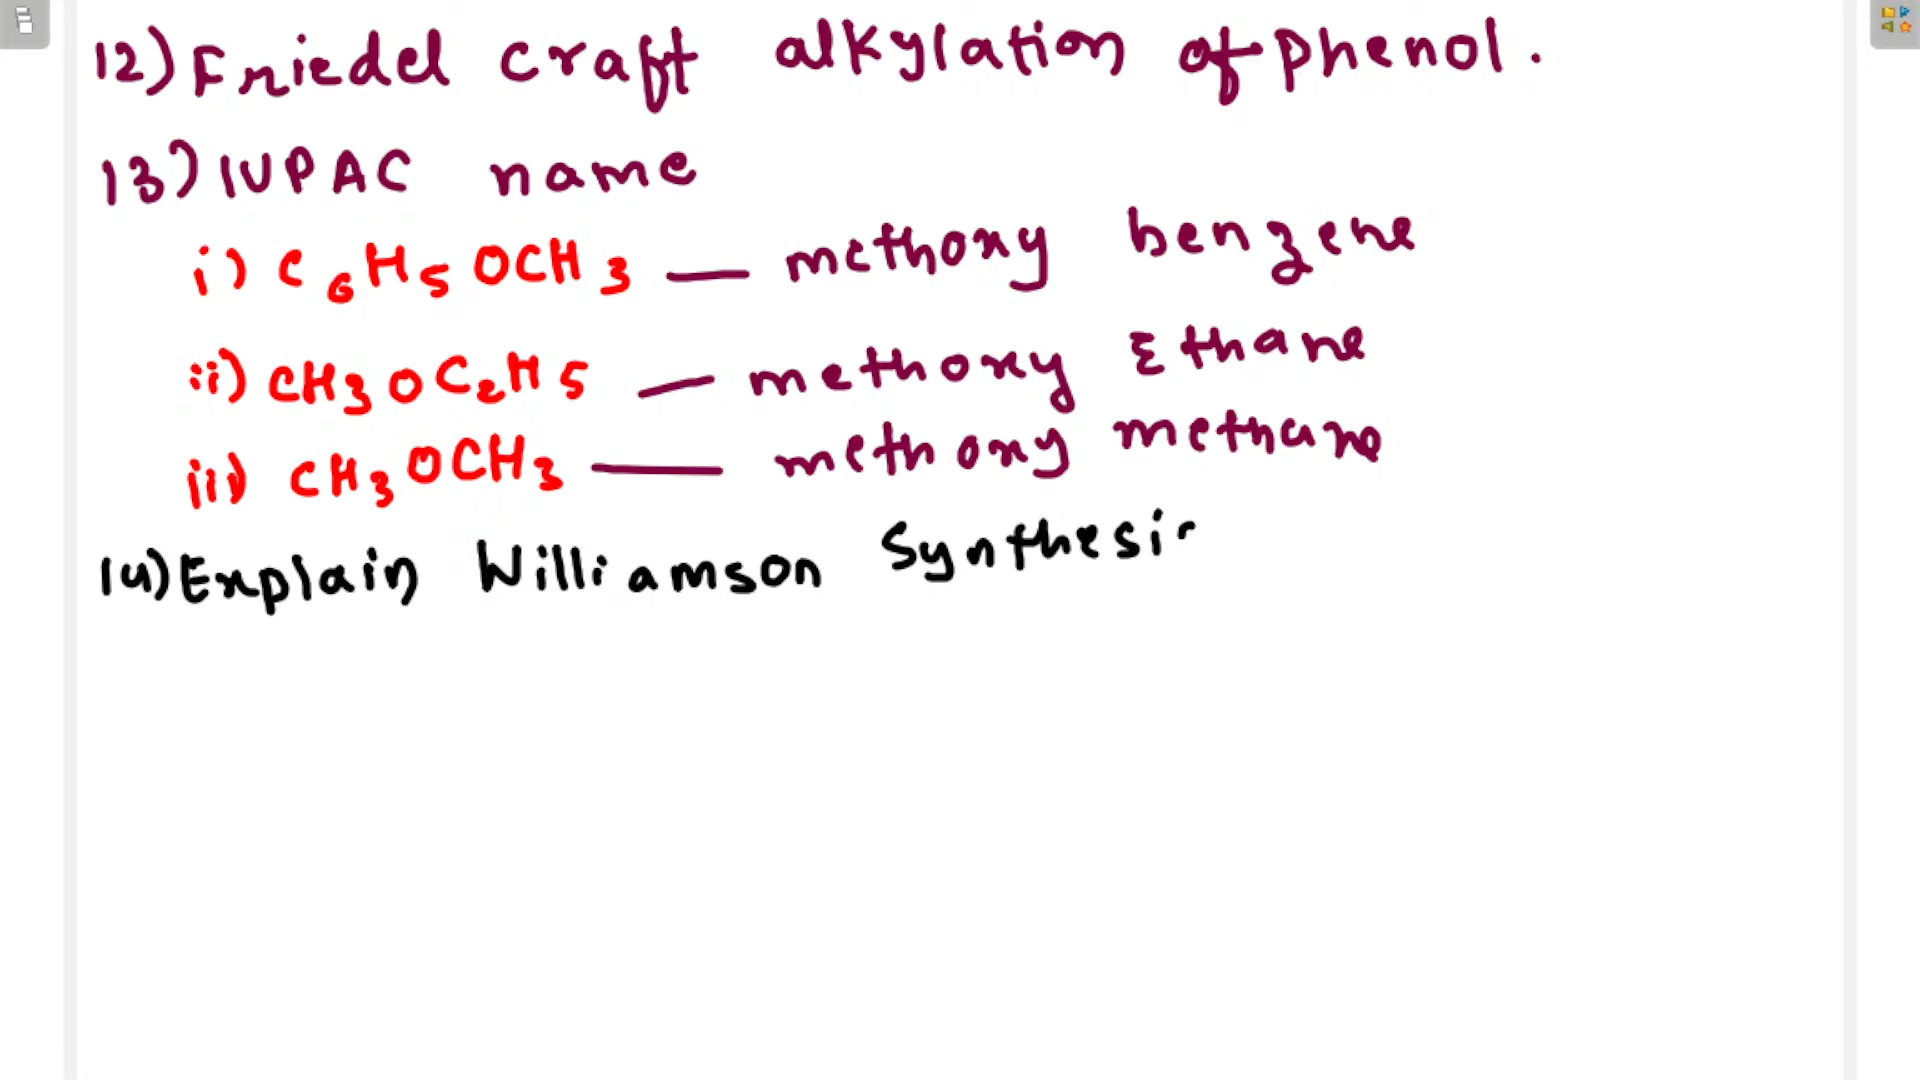 12) Friedel craft alkylation of phenol.
13) IUPAC name
i) C6H5OCH3 — methoxy benzene
ii) CH3OC2H5 — methoxy Ethane
iii) CH3OCH3 — methoxy methane
14) Explain Williamson Synthesis